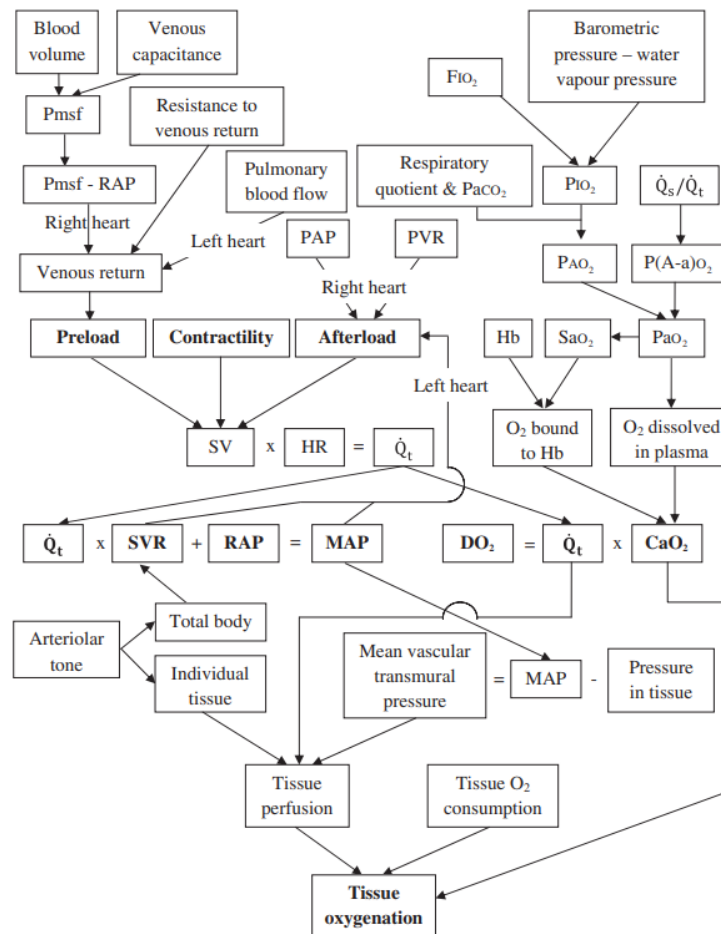 Blood
volume
Venous
capacitance
Barometric
pressure – water
vapour pressure
FIO₂
Pmsf
Resistance to
venous return
Pmsf - RAP
Pulmonary
blood flow
Respiratory
quotient & PaCO₂
PIO₂
Q̇s/Q̇t
Right heart
Left heart
PAP
PVR
Venous return
PAO₂
P(A-a)O₂
Right heart
Preload
Contractility
Afterload
Hb
SaO₂
PaO₂
Left heart
SV x HR = Q̇t
O₂ bound
to Hb
O₂ dissolved
in plasma
Q̇t x SVR + RAP = MAP
DO₂ = Q̇t x CaO₂
Arteriolar
tone
Total body
Individual
tissue
Mean vascular
transmural
pressure
= MAP -
Pressure
in tissue
Tissue
perfusion
Tissue O₂
consumption
Tissue
oxygenation